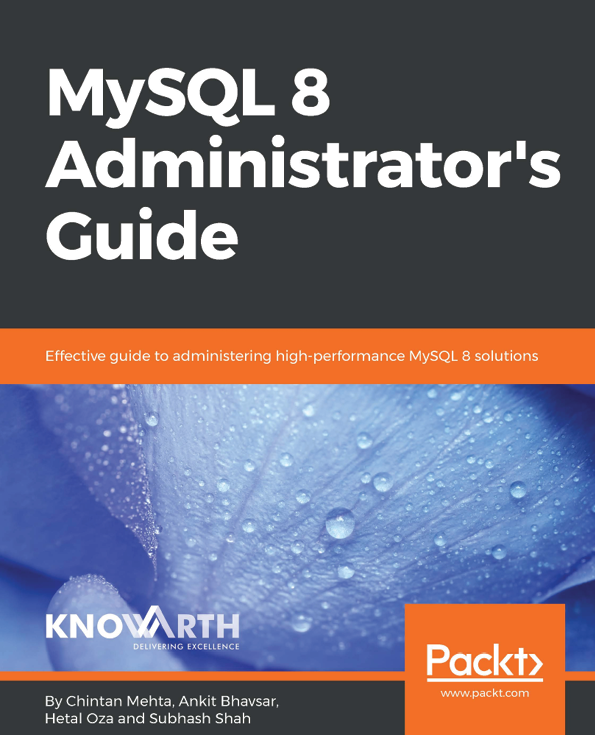 MySQL 8
Administrator's
Guide
Effective guide to administering high-performance MySQL 8 solutions
KNOWARTH
DELIVERING EXCELLENCE
By Chintan Mehta, Ankit Bhavsar,
Hetal Oza and Subhash Shah
Packt>
www.packt.com